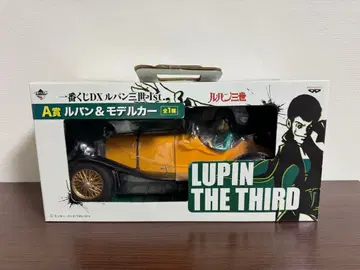 一番くじDX ルパン三世 1st.
ルパン三世
A賞 ルパン&モデルカー 全1種
LUPIN
THE THIRD